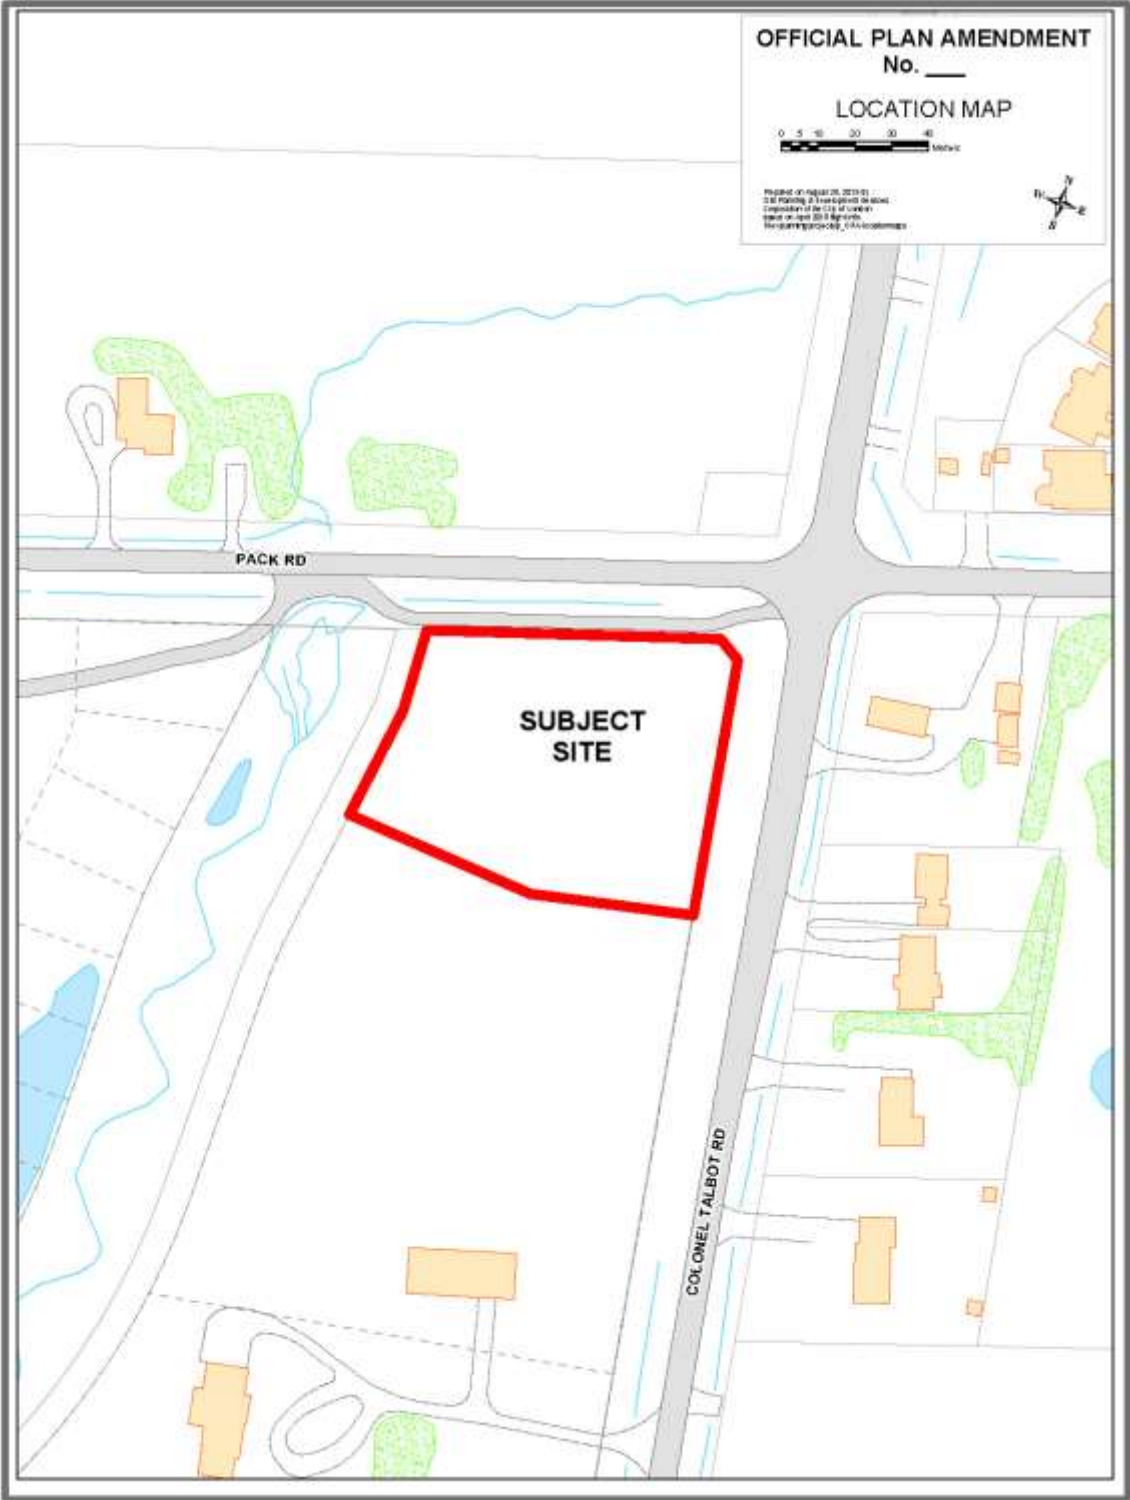 OFFICIAL PLAN AMENDMENT
No. ___
LOCATION MAP
0 5 10 20 30 40
Meters
N
W E
S
PACK RD
SUBJECT
SITE
COLONEL TALBOT RD